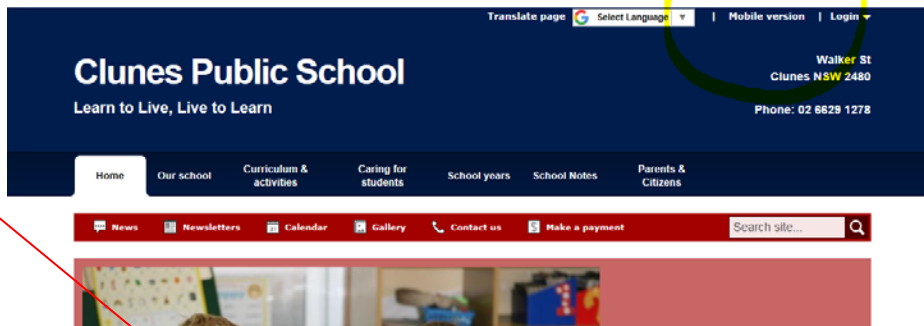 Translate page Select Language ▼ | Mobile version | Login
Clunes Public School
Learn to Live, Live to Learn
Walker St
Clunes NSW 2480
Phone: 02 6629 1278
Home
Our school
Curriculum &
activities
Caring for
students
School years
School Notes
Parents &
Citizens
News Newsletters Calendar Gallery Contact us Make a payment Search site...